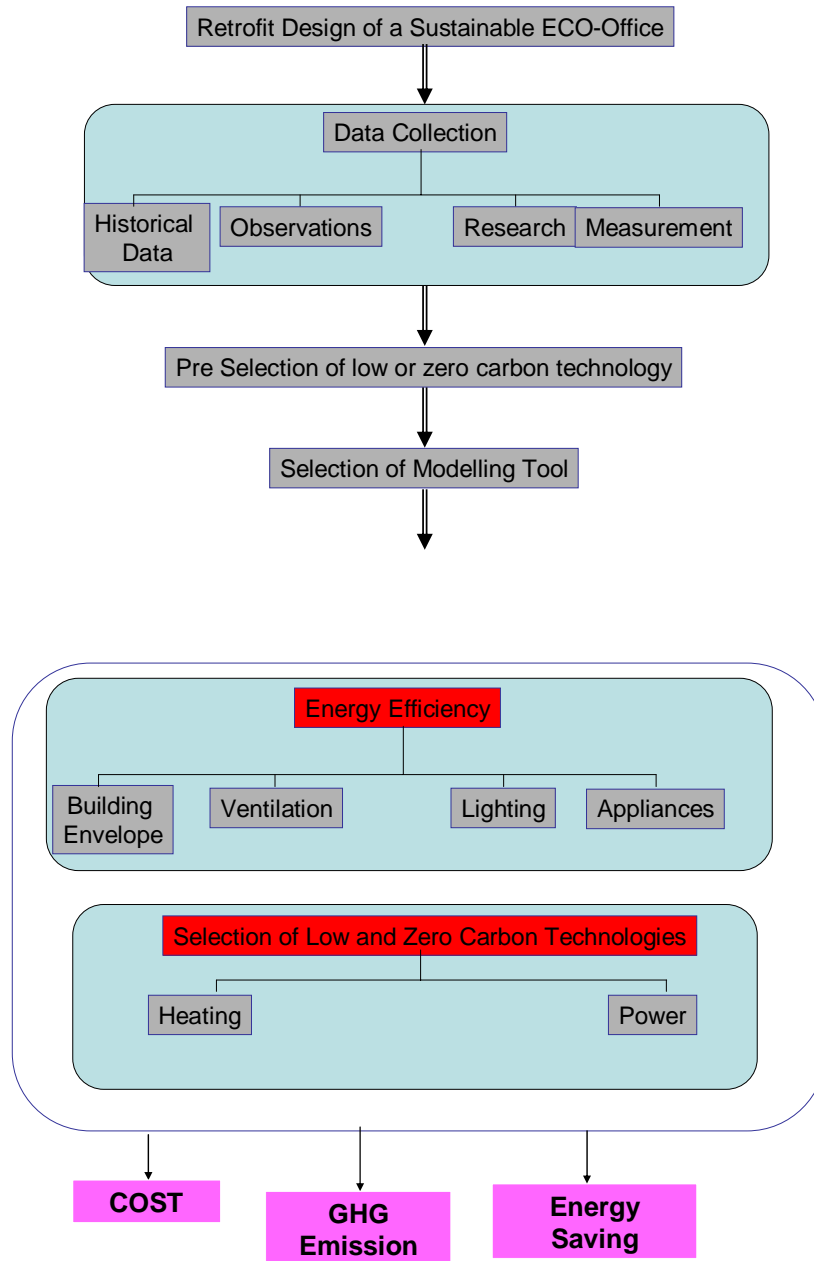 Retrofit Design of a Sustainable ECO-Office
Data Collection
Historical
Data
Observations
Research
Measurement
Pre Selection of low or zero carbon technology
Selection of Modelling Tool
Energy Efficiency
Building
Envelope
Ventilation
Lighting
Appliances
Selection of Low and Zero Carbon Technologies
Heating
Power
COST
GHG
Emission
Energy
Saving